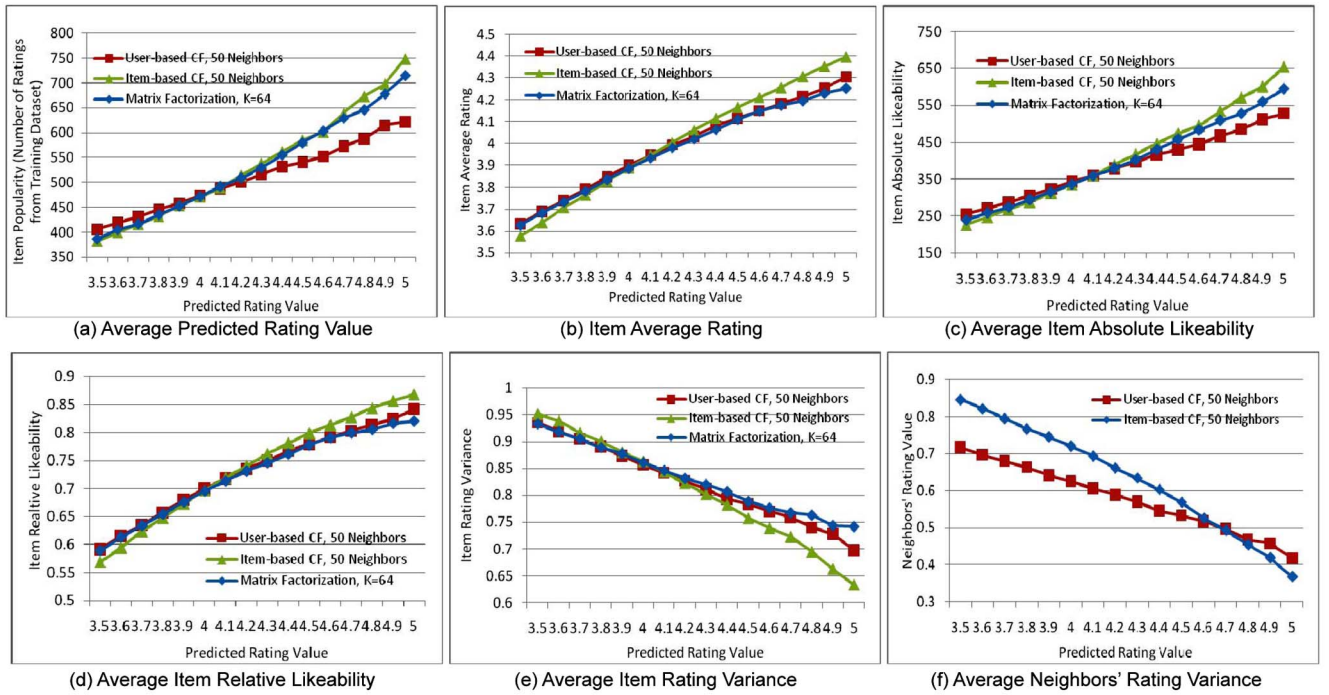 Item Popularity (Number of Ratings
from Training Dataset)
800
750
700
650
600
550
500
450
400
350
User-based CF, 50 Neighbors
Item-based CF, 50 Neighbors
Matrix Factorization, K=64
3.5 3.6 3.7 3.8 3.9 4 4.1 4.2 4.3 4.4 4.5 4.6 4.7 4.8 4.9 5
Predicted Rating Value
(a) Average Predicted Rating Value
Item Average Rating
4.5
4.4
4.3
4.2
4.1
4
3.9
3.8
3.7
3.6
3.5
User-based CF, 50 Neighbors
Item-based CF, 50 Neighbors
Matrix Factorization, K=64
3.5 3.6 3.7 3.8 3.9 4 4.1 4.2 4.3 4.4 4.5 4.6 4.7 4.8 4.9 5
Predicted Rating Value
(b) Item Average Rating
Item Absolute Likeability
750
650
550
450
350
250
150
User-based CF, 50 Neighbors
Item-based CF, 50 Neighbors
Matrix Factorization, K=64
3.5 3.6 3.7 3.8 3.9 4 4.1 4.2 4.3 4.4 4.5 4.6 4.7 4.8 4.9 5
Predicted Rating Value
(c) Average Item Absolute Likeability
Item Realtive Likeability
0.9
0.85
0.8
0.75
0.7
0.65
0.6
0.55
0.5
User-based CF, 50 Neighbors
Item-based CF, 50 Neighbors
Matrix Factorization, K=64
3.5 3.6 3.7 3.8 3.9 4 4.1 4.2 4.3 4.4 4.5 4.6 4.7 4.8 4.9 5
Predicted Rating Value
(d) Average Item Relative Likeability
Item Rating Variance
1
0.95
0.9
0.85
0.8
0.75
0.7
0.65
0.6
User-based CF, 50 Neighbors
Item-based CF, 50 Neighbors
Matrix Factorization, K=64
3.5 3.6 3.7 3.8 3.9 4 4.1 4.2 4.3 4.4 4.5 4.6 4.7 4.8 4.9 5
Predicted Rating Value
(e) Average Item Rating Variance
Neighbors' Rating Value
0.9
0.8
0.7
0.6
0.5
0.4
0.3
User-based CF, 50 Neighbors
Item-based CF, 50 Neighbors
3.5 3.6 3.7 3.8 3.9 4 4.1 4.2 4.3 4.4 4.5 4.6 4.7 4.8 4.9 5
Predicted Rating Value
(f) Average Neighbors' Rating Variance